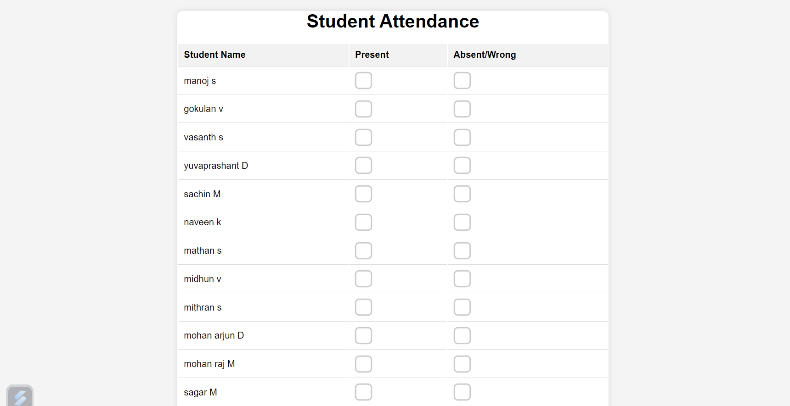 Student Attendance
Student Name Present Absent/Wrong
manoj s
gokulan v
vasanth s
yuvaprashant D
sachin M
naveen k
mathan s
midhun v
mithran s
mohan arjun D
mohan raj M
sagar M